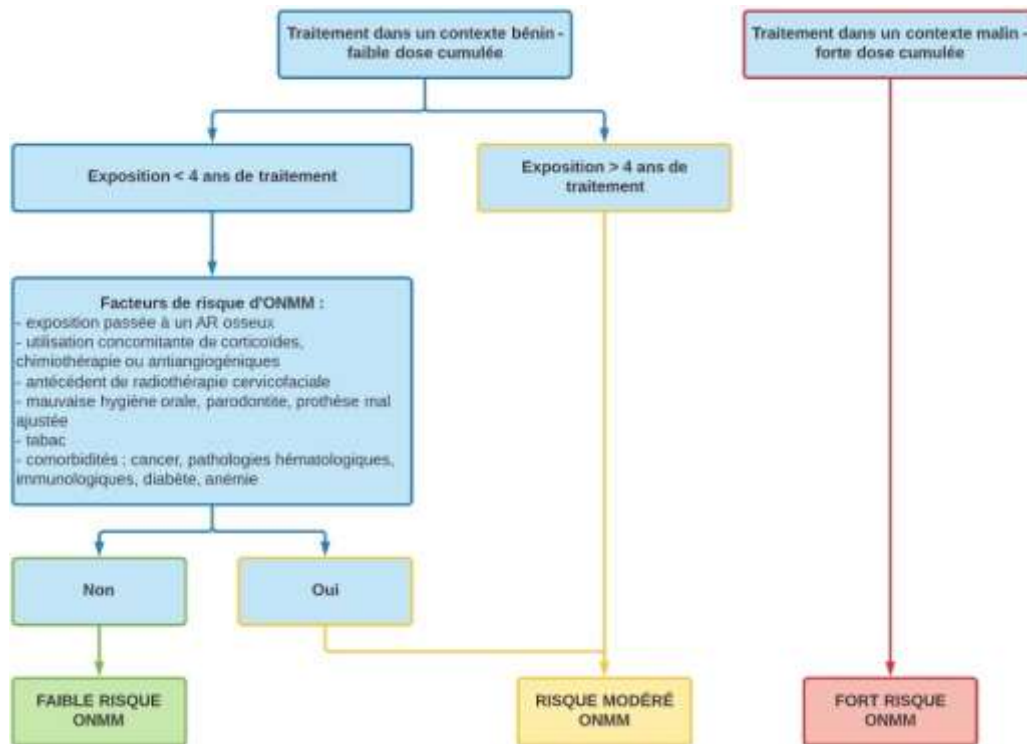 Traitement dans un contexte bénin -
faible dose cumulée
Traitement dans un contexte malin -
forte dose cumulée
Exposition < 4 ans de traitement
Exposition > 4 ans de
traitement
Facteurs de risque d'ONMM :
- exposition passée à un AR osseux
- utilisation concomitante de corticoïdes,
chimiothérapie ou antiangiogéniques
- antécédent de radiothérapie cervicofaciale
- mauvaise hygiène orale, parodontite, prothèse mal
ajustée
- tabac
- comorbidités : cancer, pathologies hématologiques,
immunologiques, diabète, anémie
Non
Oui
FAIBLE RISQUE
ONMM
RISQUE MODÉRÉ
ONMM
FORT RISQUE
ONMM